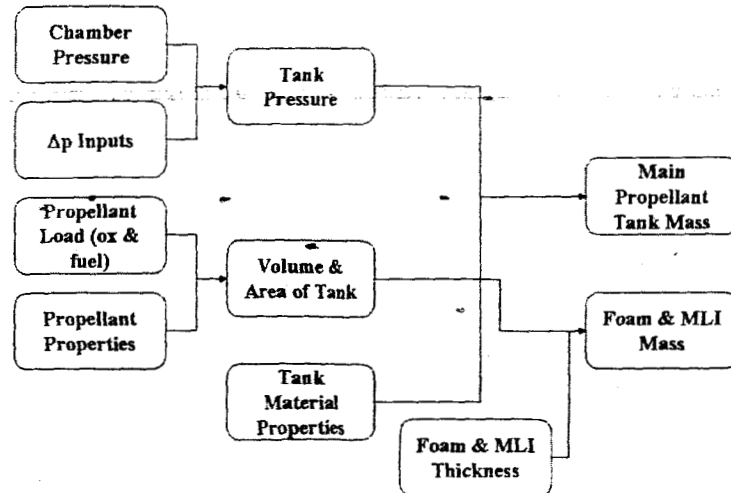 Chamber
Pressure
Tank
Pressure
Δp Inputs
Main
Propellant
Tank Mass
Propellant
Load (ox &
fuel)
Volume &
Area of Tank
Propellant
Properties
Foam & MLI
Mass
Tank
Material
Properties
Foam & MLI
Thickness